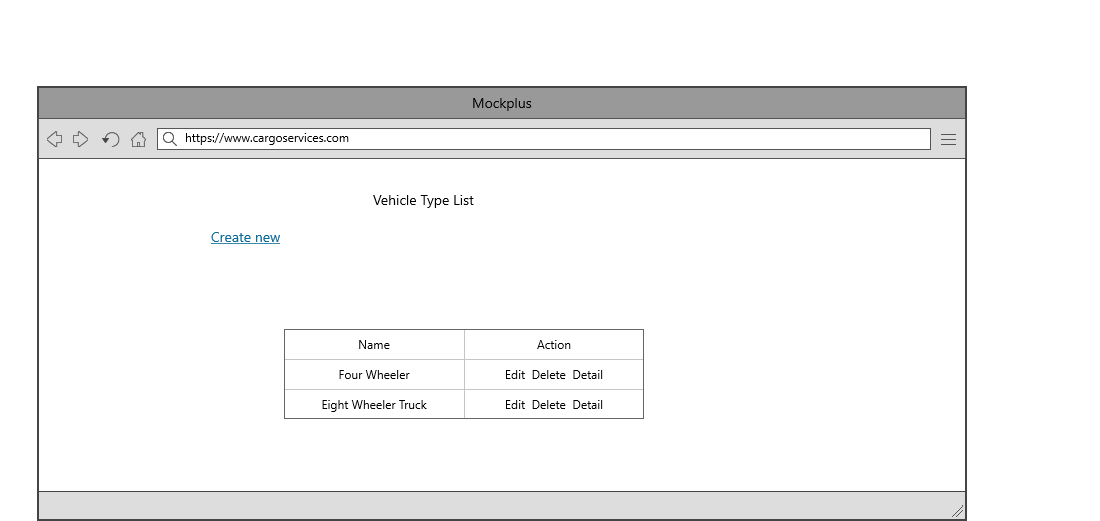 Mockplus
https://www.cargoservices.com
Vehicle Type List
Create new
Name Action
Four Wheeler Edit Delete Detail
Eight Wheeler Truck Edit Delete Detail